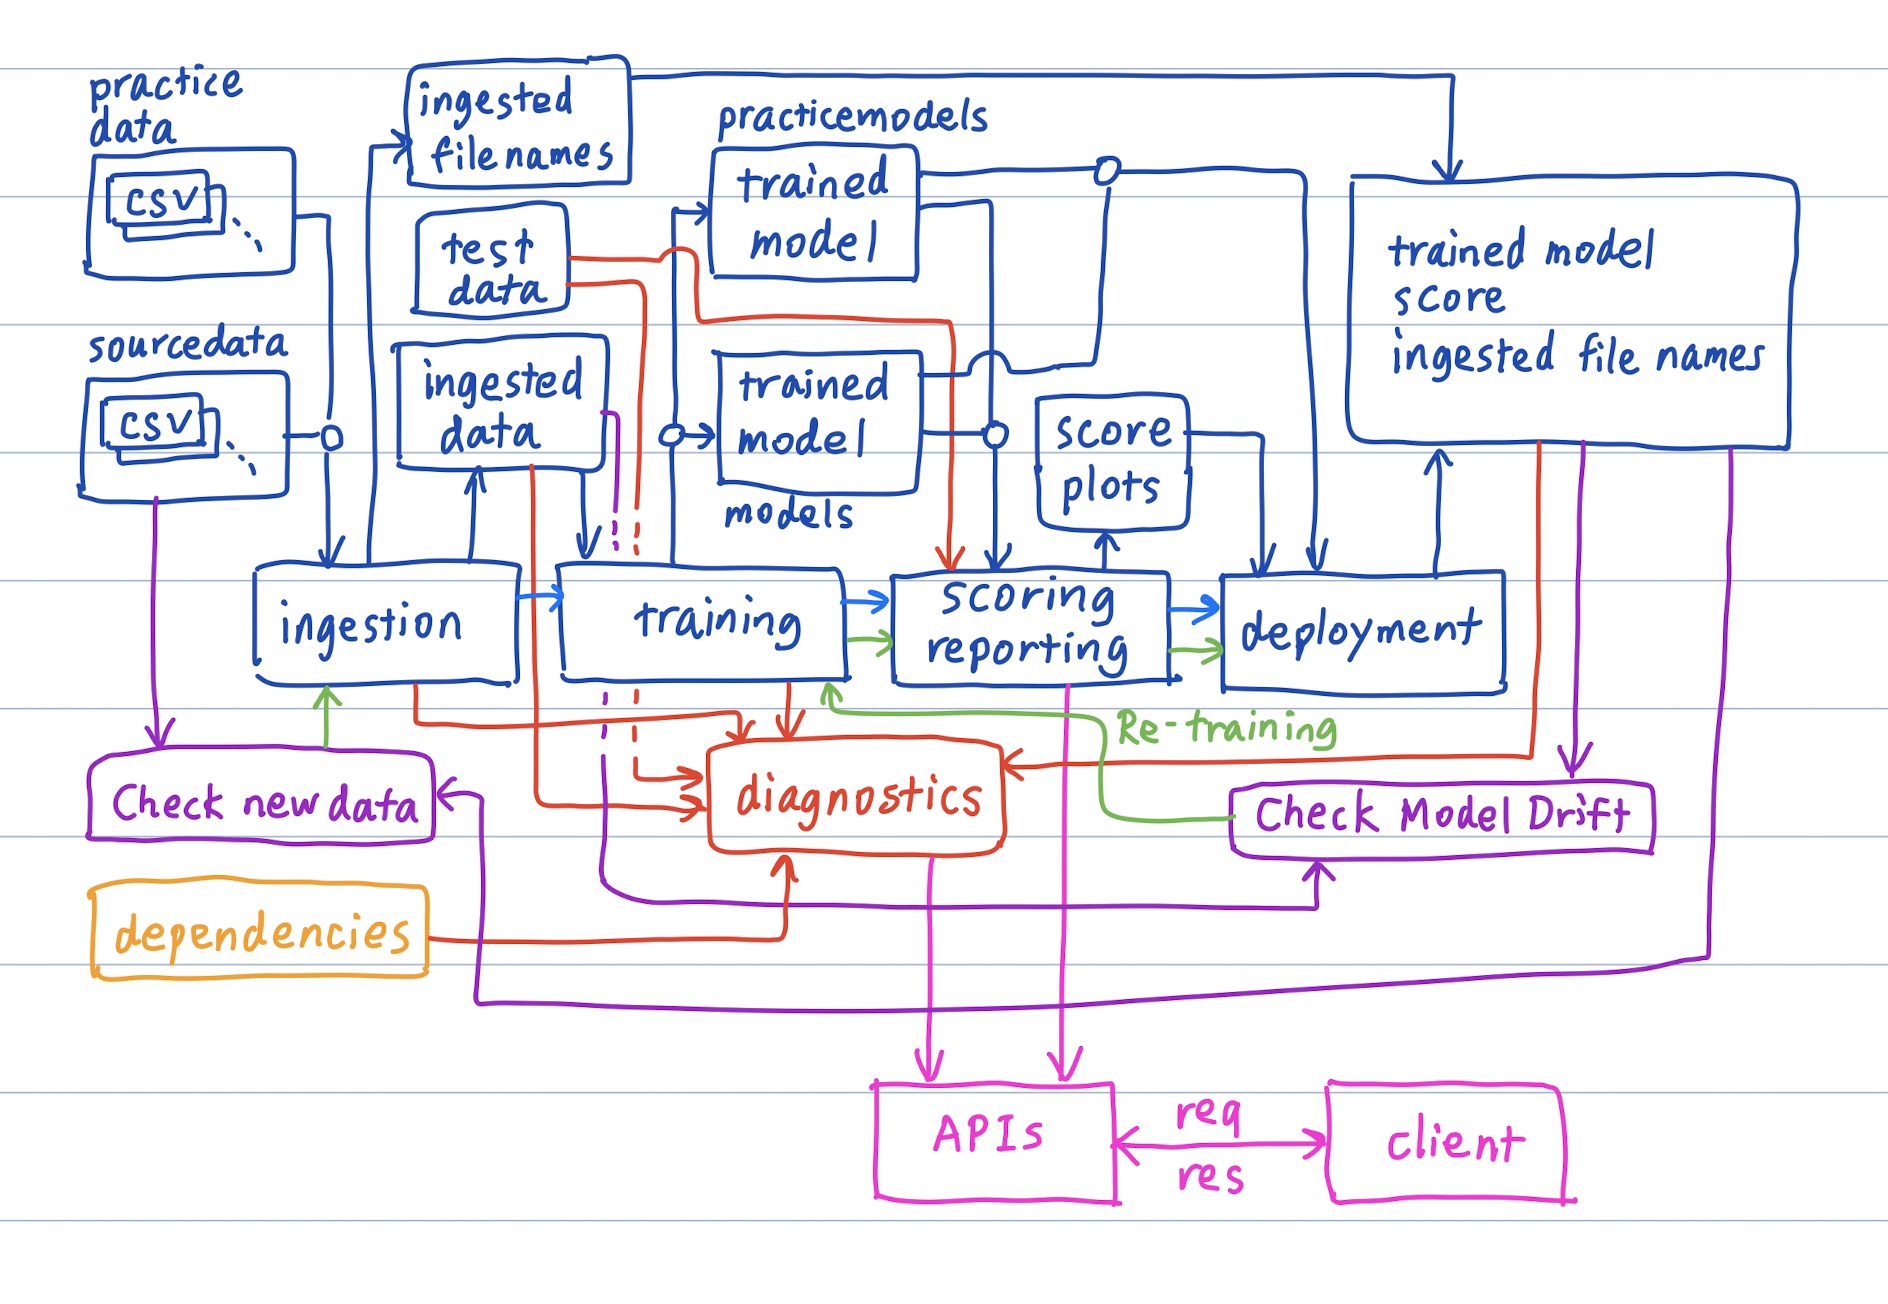 practice
data
csv
sourcedata
csv
ingested
filenames
test
data
ingested
data
practicemodels
trained
model
trained
model
models
score
plots
trained model
score
ingested file names
ingestion
training
scoring
reporting
deployment
Re-training
Check new data
diagnostics
Check Model Drift
dependencies
APIs
req
res
client